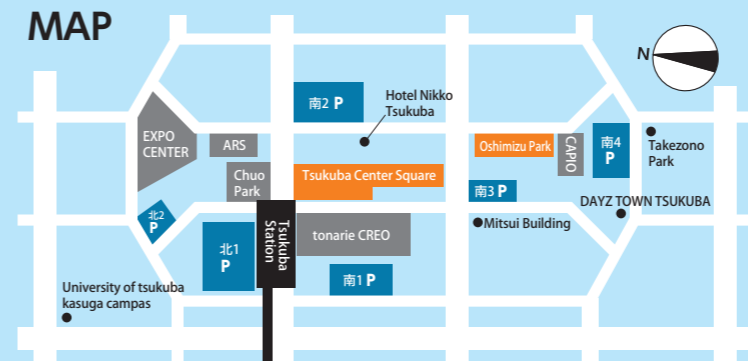 MAP
N
南2 P
Hotel Nikko
Tsukuba
EXPO
CENTER
ARS
Oshimizu Park
CAPIO
南4
P
Takezono
Park
Chuo
Park
Tsukuba Center Square
南3 P
DAYZ TOWN TSUKUBA
北2
P
北1
P
Tsukuba
Station
tonarie CREO
Mitsui Building
南1 P
University of tsukuba
kasuga campas